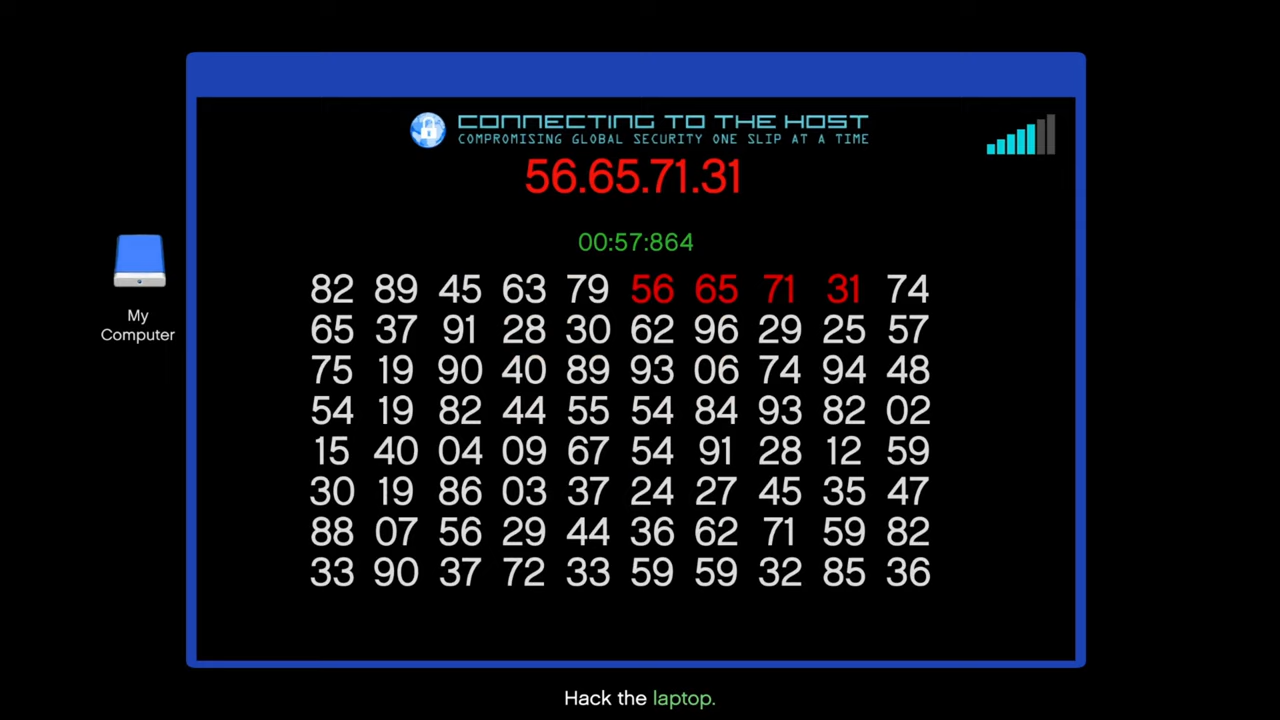 CONNECTING TO THE HOST
COMPROMISING GLOBAL SECURITY ONE SLIP AT A TIME
56.65.71.31
00:57:864
82 89 45 63 79 56 65 71 31 74
65 37 91 28 30 62 96 29 25 57
75 19 90 40 89 93 06 74 94 48
54 19 82 44 55 54 84 93 82 02
15 40 04 09 67 54 91 28 12 59
30 19 86 03 37 24 27 45 35 47
88 07 56 29 44 36 62 71 59 82
33 90 37 72 33 59 59 32 85 36
My
Computer
Hack the laptop.